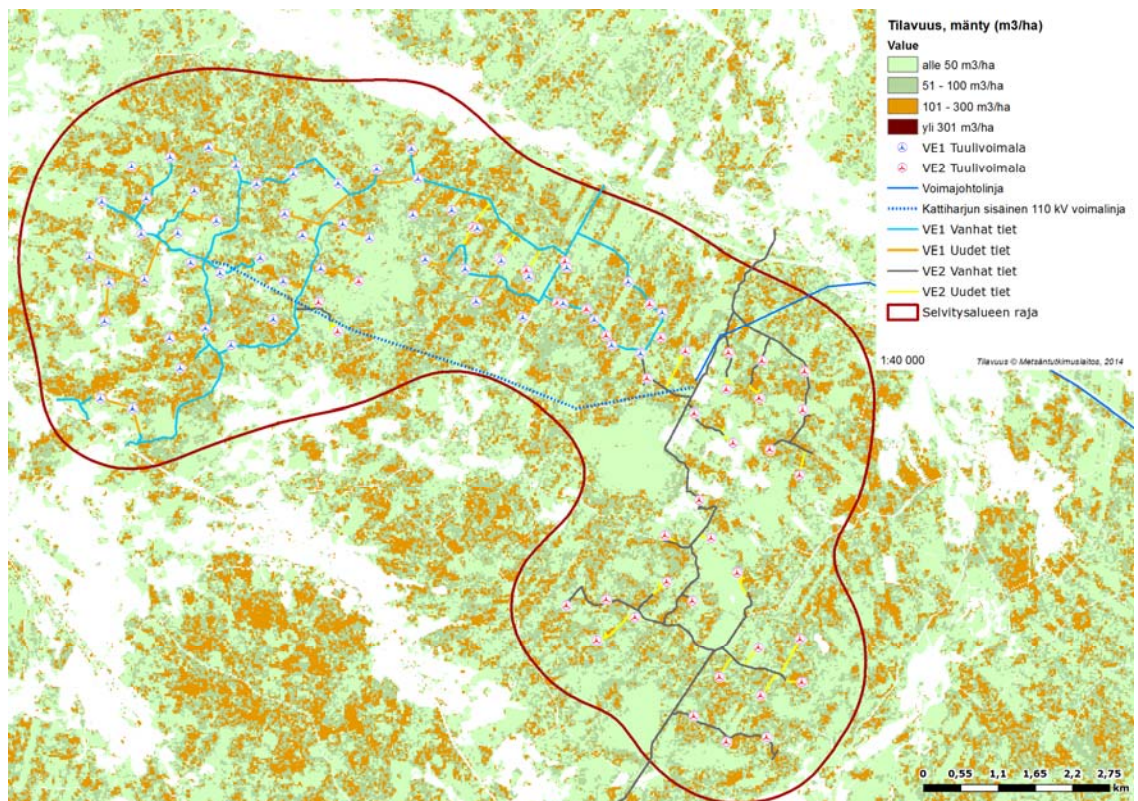 Tilavuus, mänty (m3/ha)
Value
alle 50 m3/ha
51 - 100 m3/ha
101 - 300 m3/ha
yli 301 m3/ha
VE1 Tuulivoimala
VE2 Tuulivoimala
Voimajohtolinja
Kattiharjun sisäinen 110 kV voimalinja
VE1 Vanhat tiet
VE1 Uudet tiet
VE2 Vanhat tiet
VE2 Uudet tiet
Selvitysalueen raja
1:40 000 Tilavuus © Metsäntutkimuslaitos, 2014
0 0,55 1,1 1,65 2,2 2,75
km